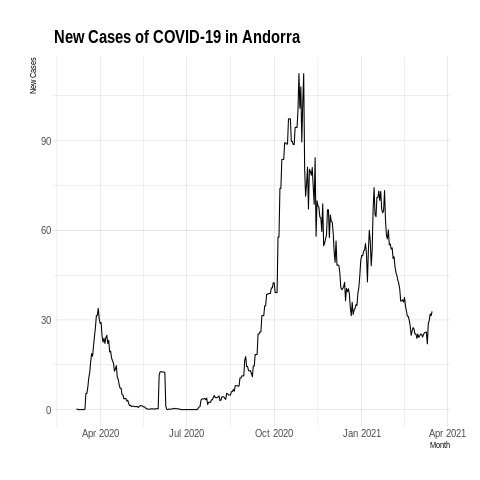 New Cases of COVID-19 in Andorra
New Cases
90
60
30
0
Apr 2020
Jul 2020
Oct 2020
Jan 2021
Apr 2021
Month